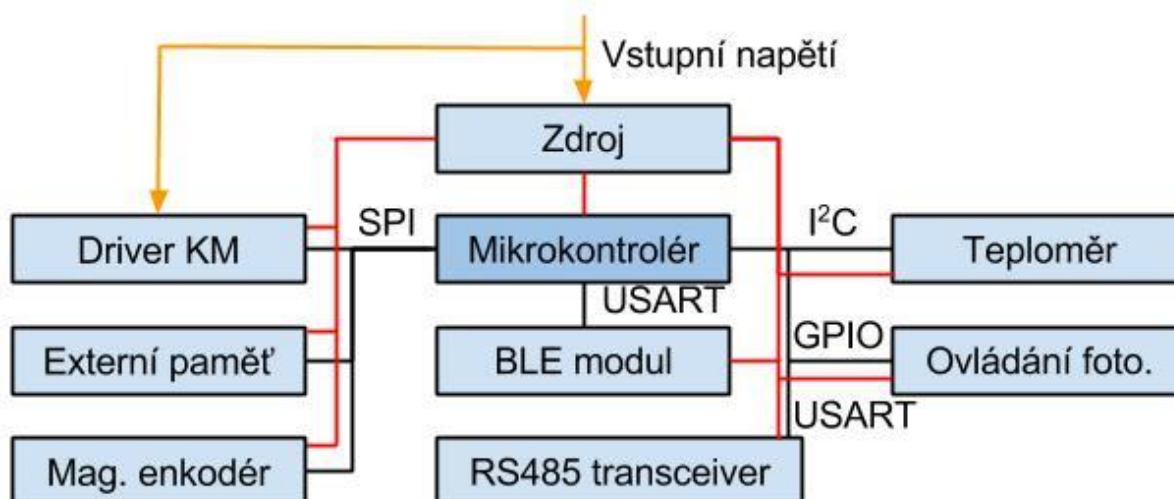 Vstupní napětí
Zdroj
SPI
I²C
Driver KM
Mikrokontrolér
Teploměr
USART
Externí paměť
BLE modul
GPIO
Ovládání foto.
USART
Mag. enkodér
RS485 transceiver